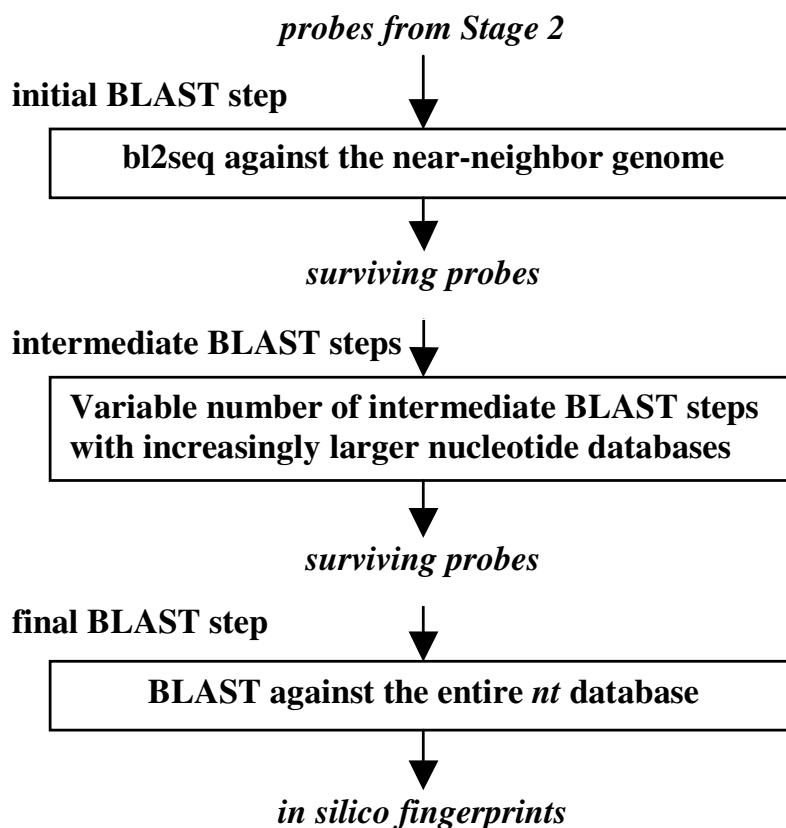 probes from Stage 2
initial BLAST step
bl2seq against the near-neighbor genome
surviving probes
intermediate BLAST steps
Variable number of intermediate BLAST steps
with increasingly larger nucleotide databases
surviving probes
final BLAST step
BLAST against the entire nt database
in silico fingerprints